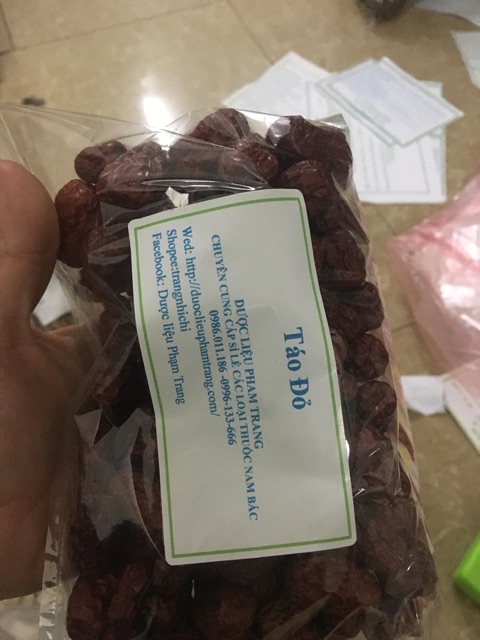 Táo Đỏ
DƯỢC LIỆU PHẠM TRANG
CHUYÊN CUNG CẤP SỈ LẺ CÁC LOẠI THUỐC NAM BẮC
0986.011.186 -0996-133-666
Wed: http://duoclieuphamtrang.com/
Shopee:trangnhichi
Facebook: Dược liệu Phạm Trang